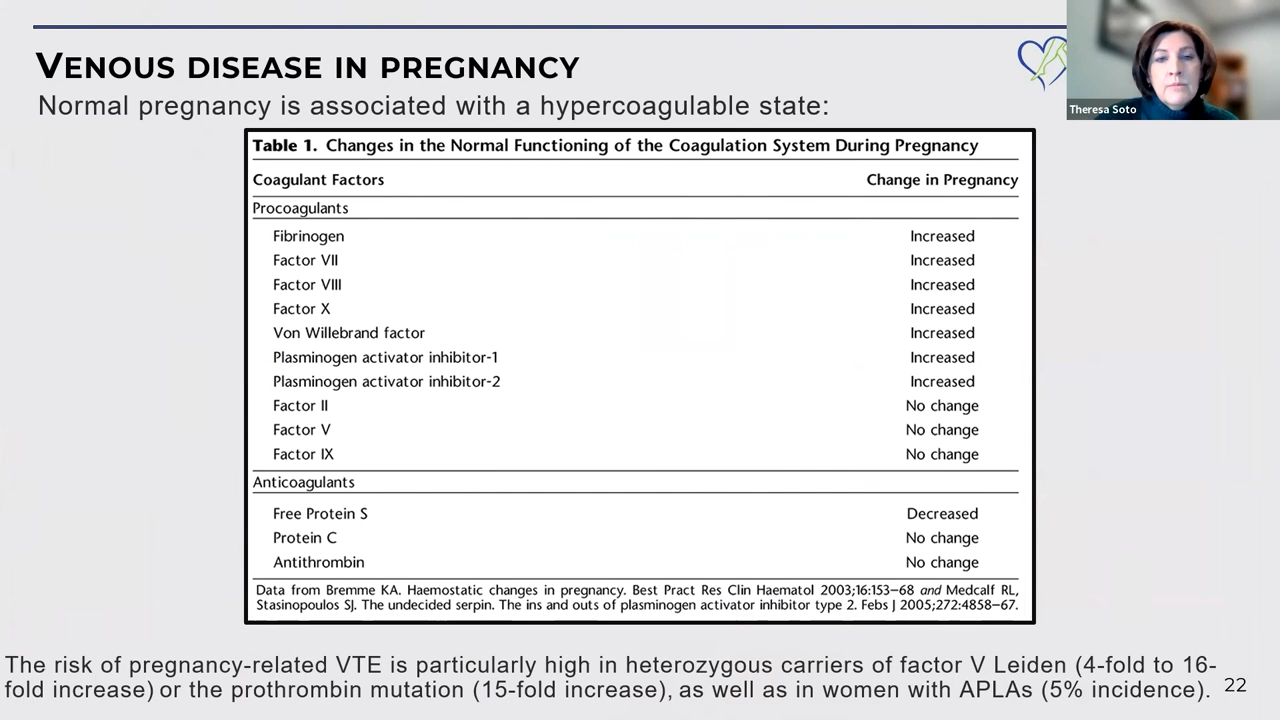 VENOUS DISEASE IN PREGNANCY
Theresa Soto
Normal pregnancy is associated with a hypercoagulable state:
Table 1. Changes in the Normal Functioning of the Coagulation System During Pregnancy
Coagulant Factors Change in Pregnancy
Procoagulants
Fibrinogen Increased
Factor VII Increased
Factor VIII Increased
Factor X Increased
Von Willebrand factor Increased
Plasminogen activator inhibitor-1 Increased
Plasminogen activator inhibitor-2 Increased
Factor II No change
Factor V No change
Factor IX No change
Anticoagulants
Free Protein S Decreased
Protein C No change
Antithrombin No change
Data from Bremme KA. Haemostatic changes in pregnancy. Best Pract Res Clin Haematol 2003;16:153–68 and Medcalf RL,
Stasinopoulos SJ. The undecided serpin. The ins and outs of plasminogen activator inhibitor type 2. Febs J 2005;272:4858–67.
The risk of pregnancy-related VTE is particularly high in heterozygous carriers of factor V Leiden (4-fold to 16-
fold increase) or the prothrombin mutation (15-fold increase), as well as in women with APLAs (5% incidence).
22